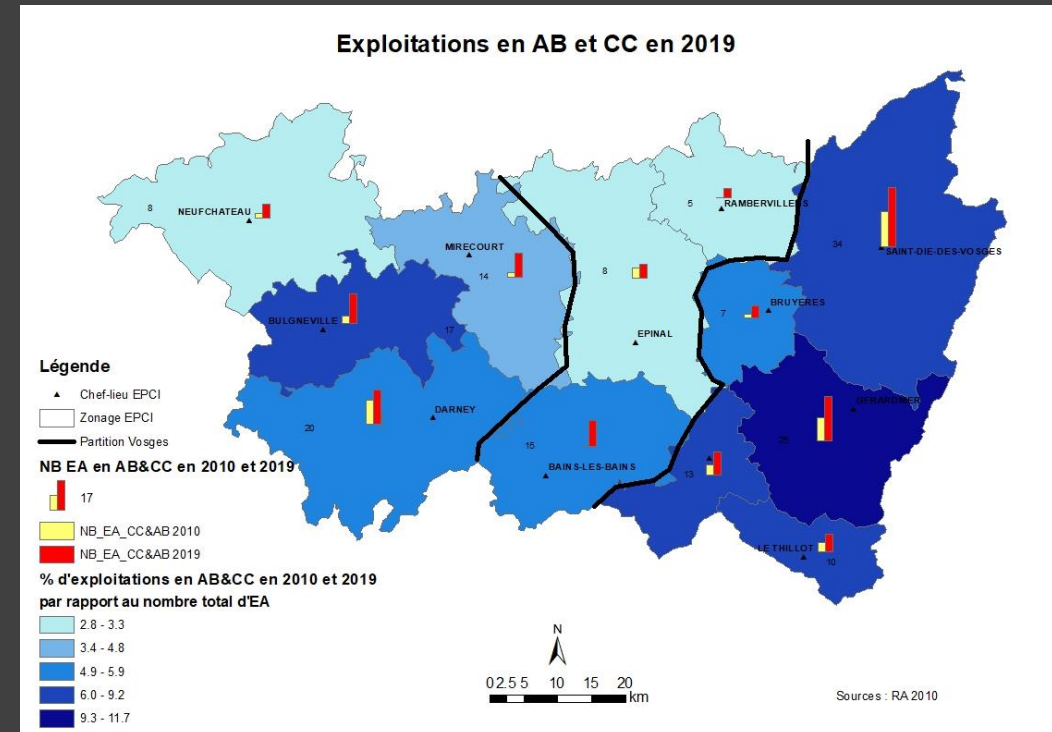 Exploitations en AB et CC en 2019
8
NEUFCHATEAU
5
RAMBERVILLERS
34
SAINT-DIE-DES-VOSGES
MIRECOURT
14
8
BULGNEVILLE
17
7
BRUYERES
EPINAL
20
DARNEY
15
BAINS-LES-BAINS
GERARDMER
13
LE THILLOT
10
Légende
Chef-lieu EPCI
Zonage EPCI
Partition Vosges
NB EA en AB&CC en 2010 et 2019
17
NB_EA_CC&AB 2010
NB_EA_CC&AB 2019
% d'exploitations en AB&CC en 2010 et 2019
par rapport au nombre total d'EA
2.8 - 3.3
3.4 - 4.8
4.9 - 5.9
6.0 - 9.2
9.3 - 11.7
N
0 2.5 5 10 15 20
km
Sources : RA 2010